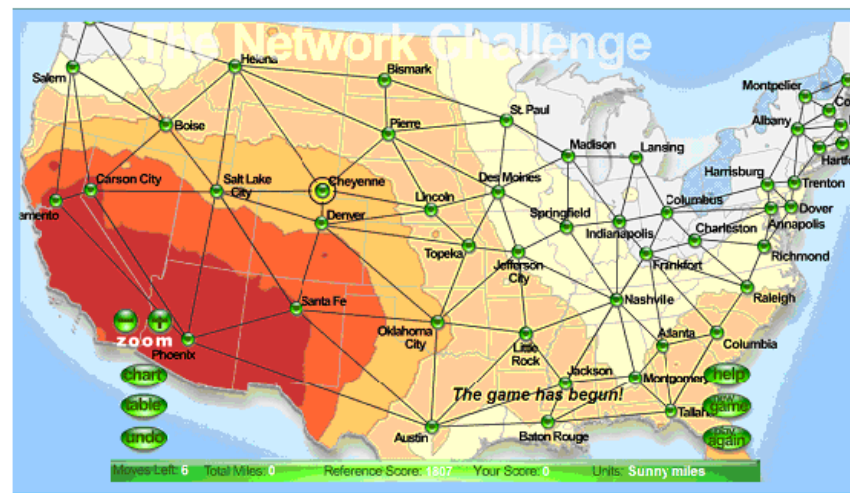 The Network Challenge
Helena
Bismark
Salem
Montpelier
St. Paul
Boise
Pierre
Albany
Madison
Lansing
Carson City
Salt Lake
City
Cheyenne
Des Moines
Harrisburg
Trenton
Lincoln
Columbus
Dover
Denver
Springfield
Annapolis
Indianapolis
Charleston
Topeka
Jefferson
City
Frankfort
Richmond
Santa Fe
Nashville
Raleigh
zoom
Oklahoma
City
Little
Rock
Atlanta
Columbia
Phoenix
chart
Jackson
Montgomery
help
table
The game has begun!
new
game
undo
Austin
Baton Rouge
play
again
Moves Left: 6 Total Miles: 0 Reference Score: 1807 Your Score: 0 Units: Sunny miles